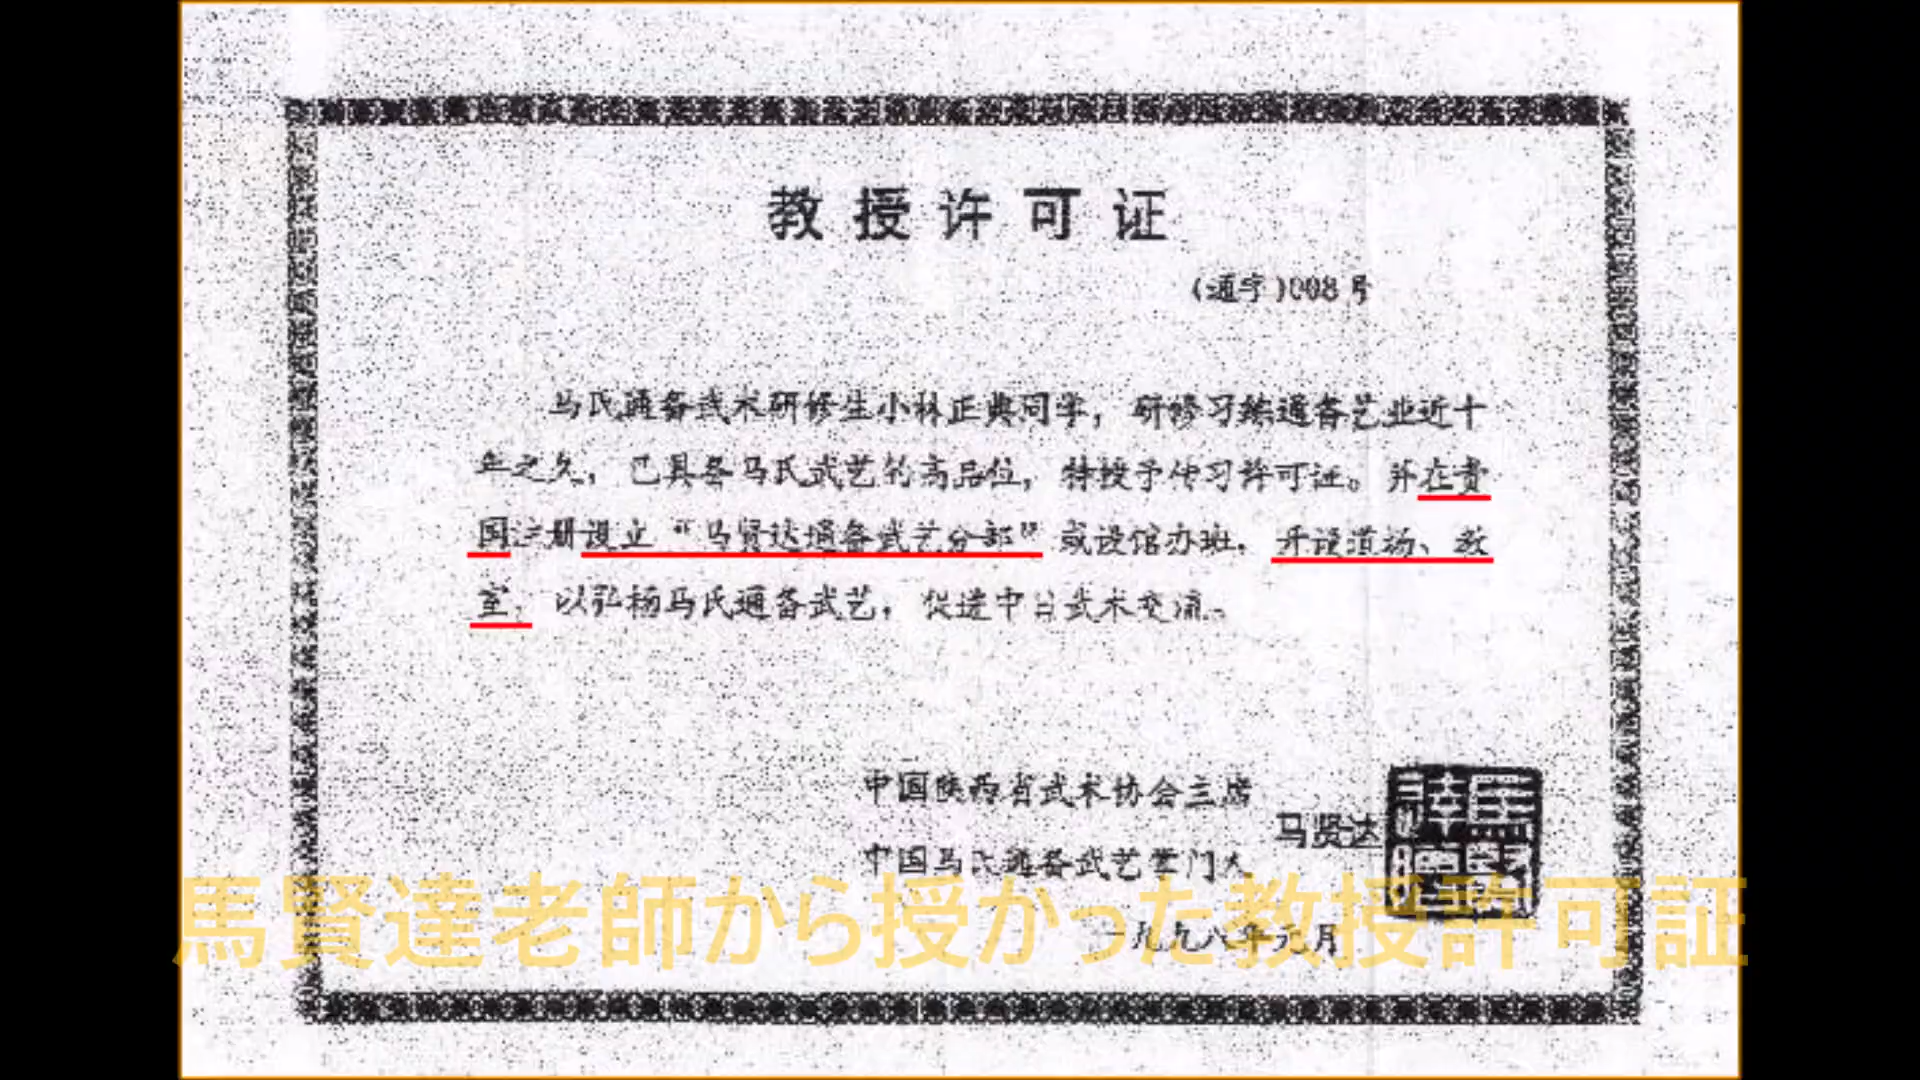 教授许可证
(通字)008号
马氏通备武术研修生小林正典同学，研修习练通备艺业近十
年之久，已具备马氏武艺的高品位，特授予传习许可证。并在贵
国注册设立“马贤达通备武艺分部”或设馆办班，开设道场、教
室，以弘扬马氏通备武艺，促进中日武术交流。
中国陕西省武术协会主席
马贤达
中国马氏通备武艺掌门人
一九九八年元月
馬賢達老師から授かった教授許可証